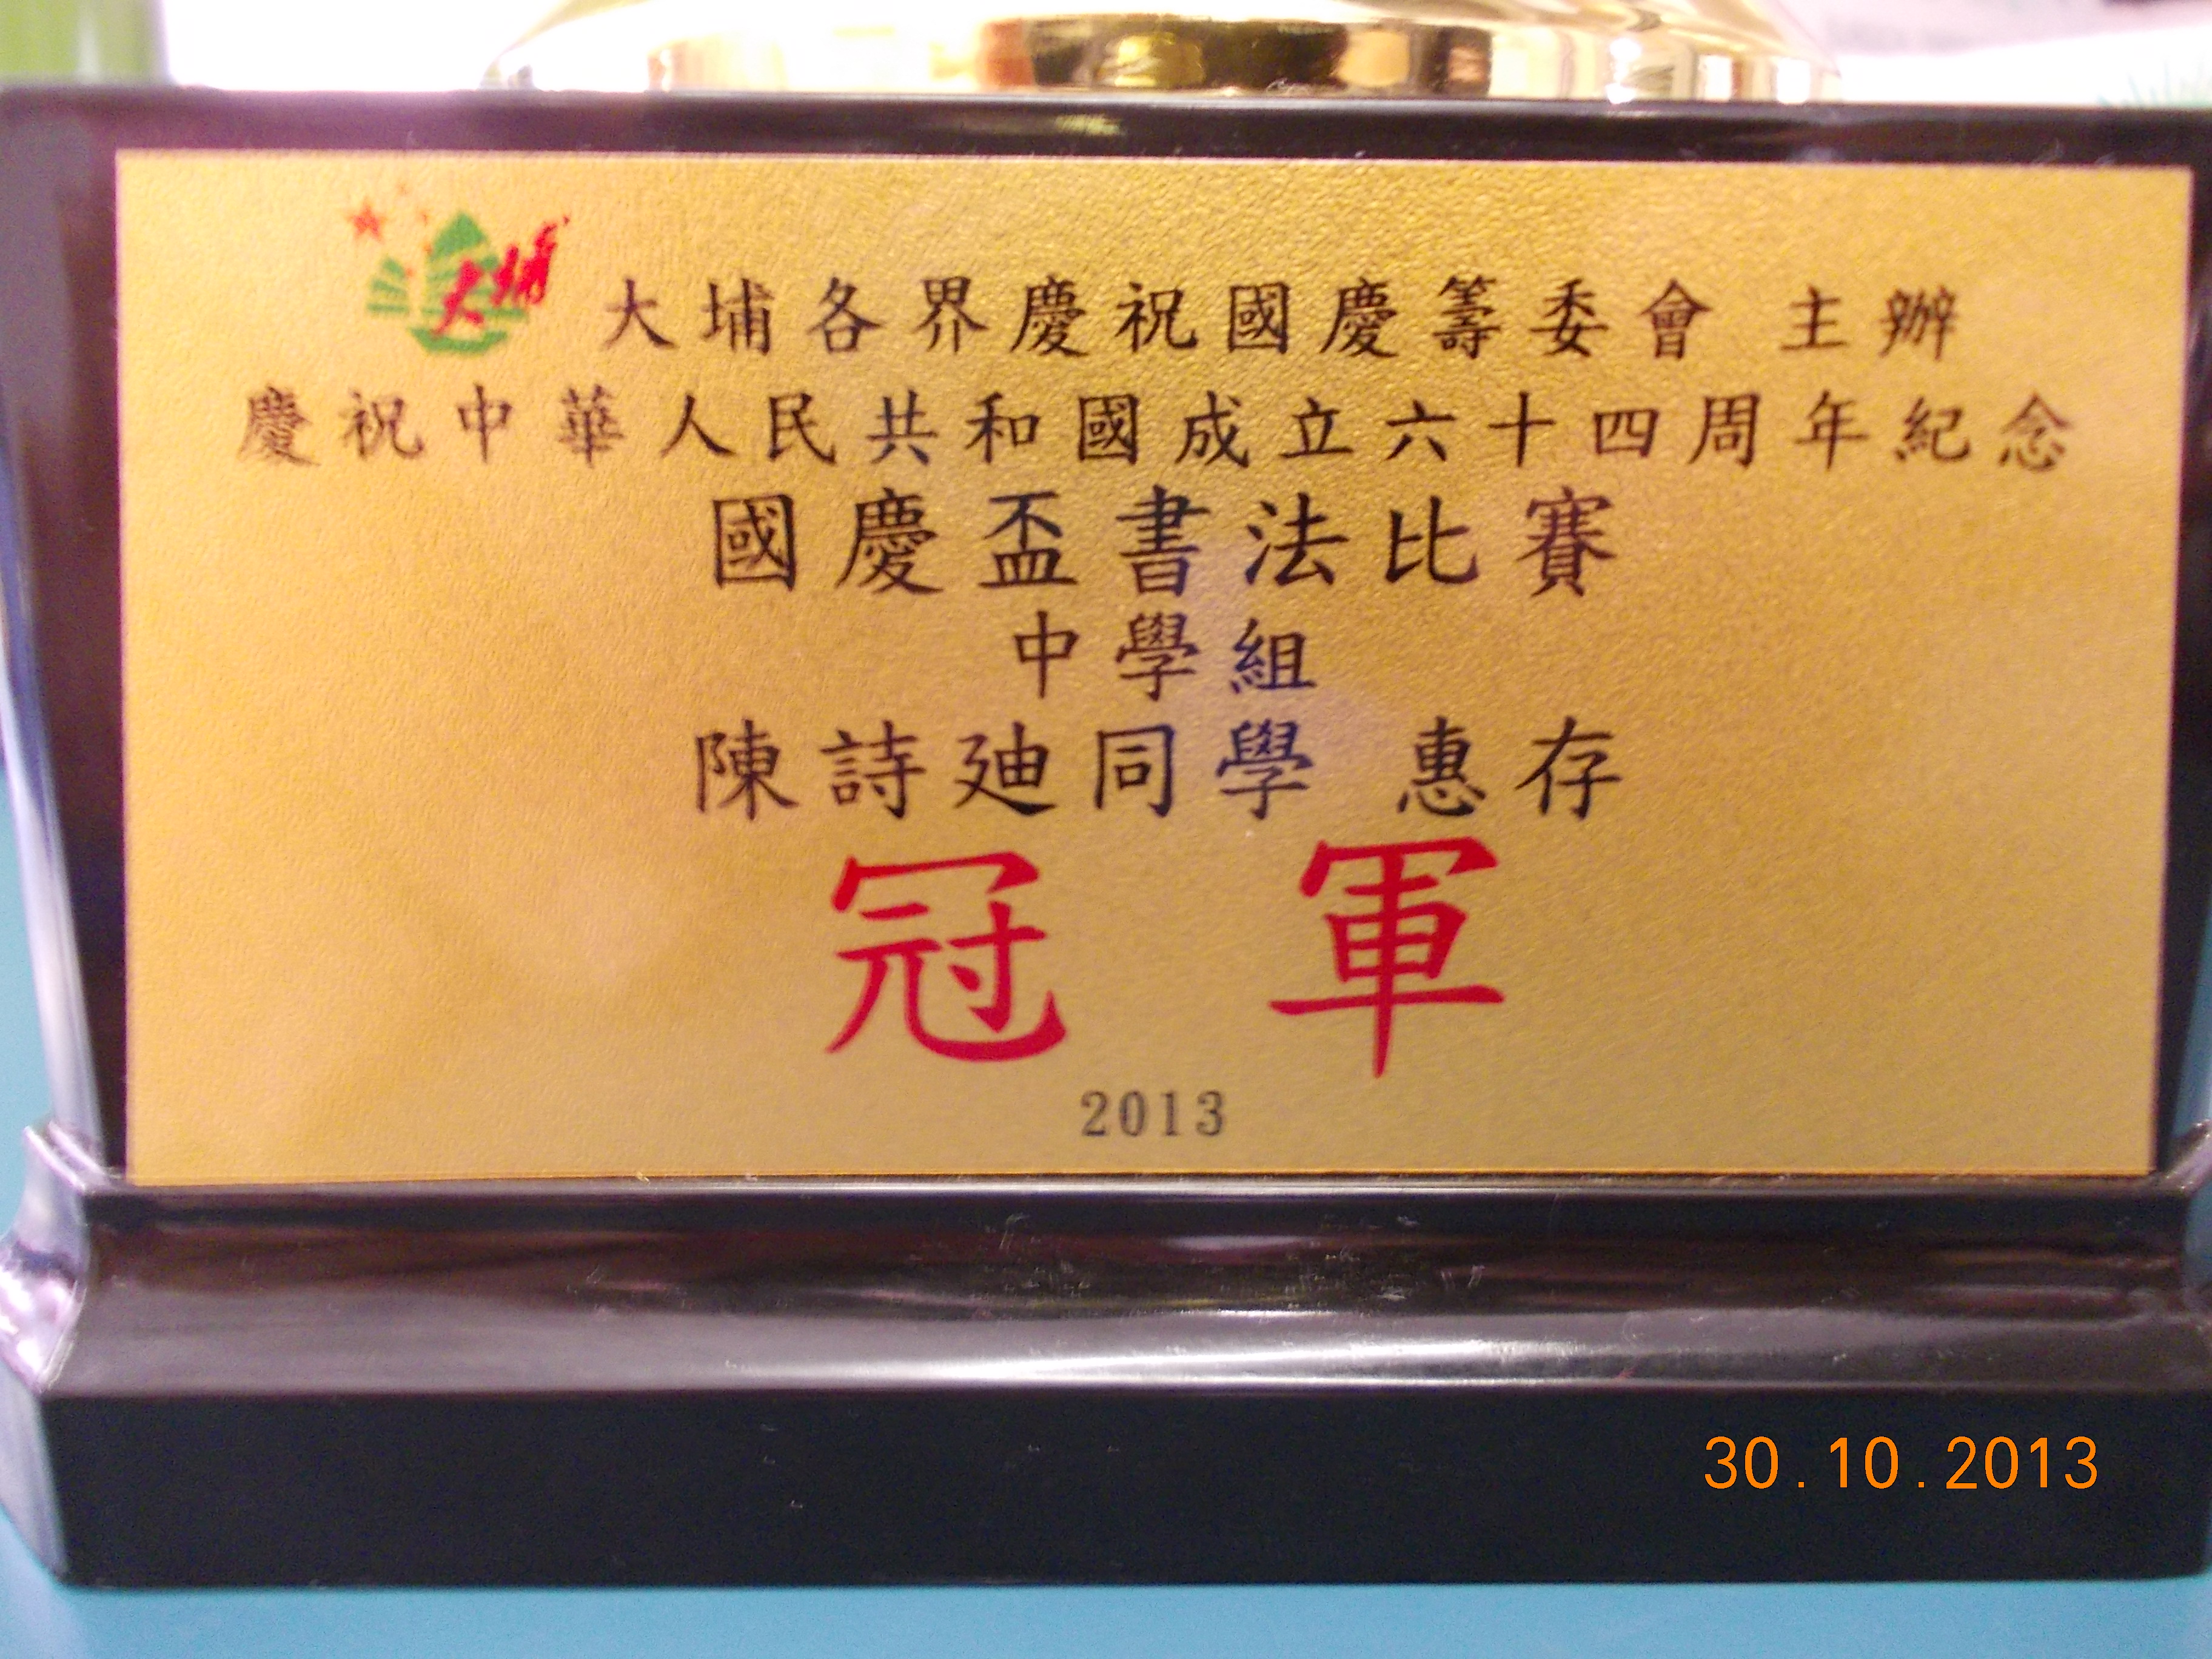 大埔
大埔各界慶祝國慶籌委會 主辦
慶祝中華人民共和國成立六十四周年紀念
國慶盃書法比賽
中學組
陳詩廸同學 惠存
冠 軍
2013
30.10.2013